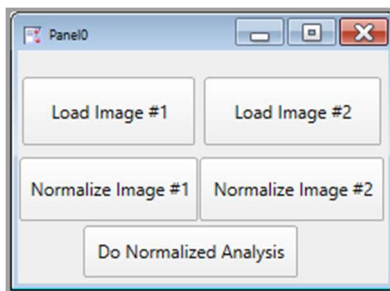 Panel0
Load Image #1 Load Image #2
Normalize Image #1 Normalize Image #2
Do Normalized Analysis